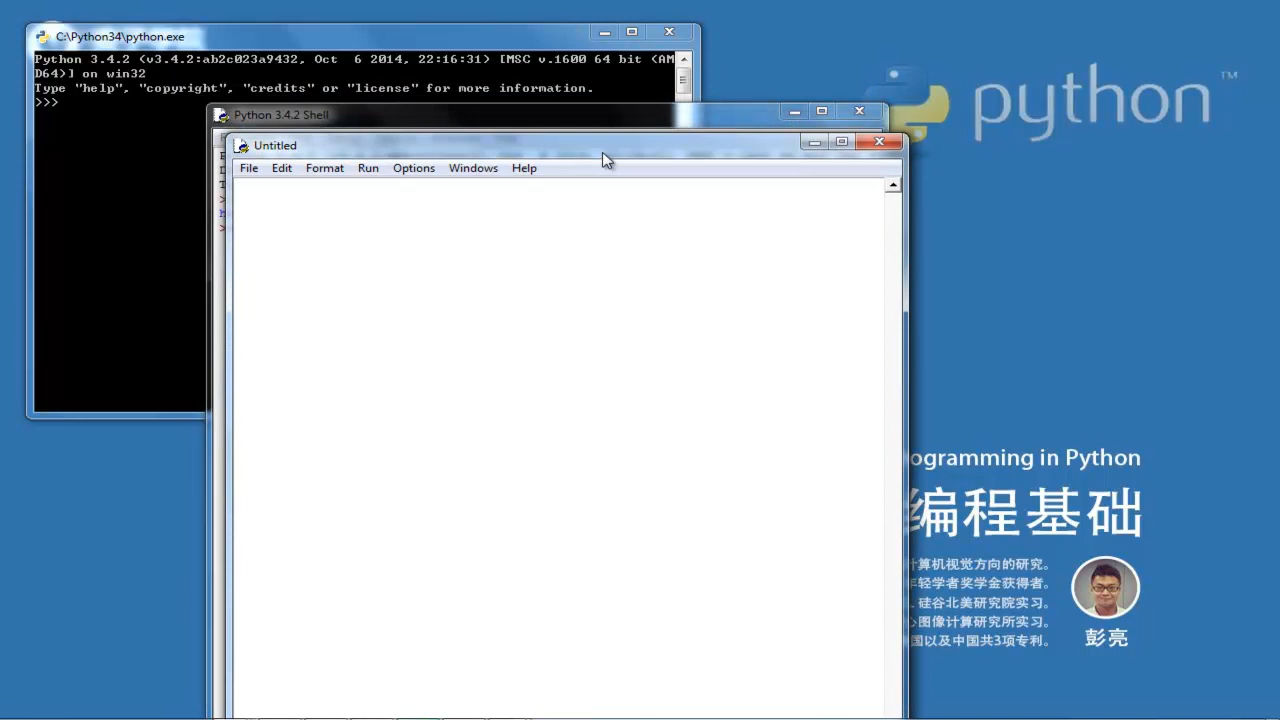 C:\Python34\python.exe
Python 3.4.2 (v3.4.2:ab2c023a9432, Oct  6 2014, 22:16:31) [MSC v.1600 64 bit (AM
D64)] on win32
Type "help", "copyright", "credits" or "license" for more information.
>>>
Python 3.4.2 Shell
Untitled
File Edit Format Run Options Windows Help
python™
ogramming in Python
编程基础
计算机视觉方向的研究。
年轻学者奖学金获得者。
硅谷北美研究院实习。
心图像计算研究所实习。
国以及中国共3项专利。
彭亮